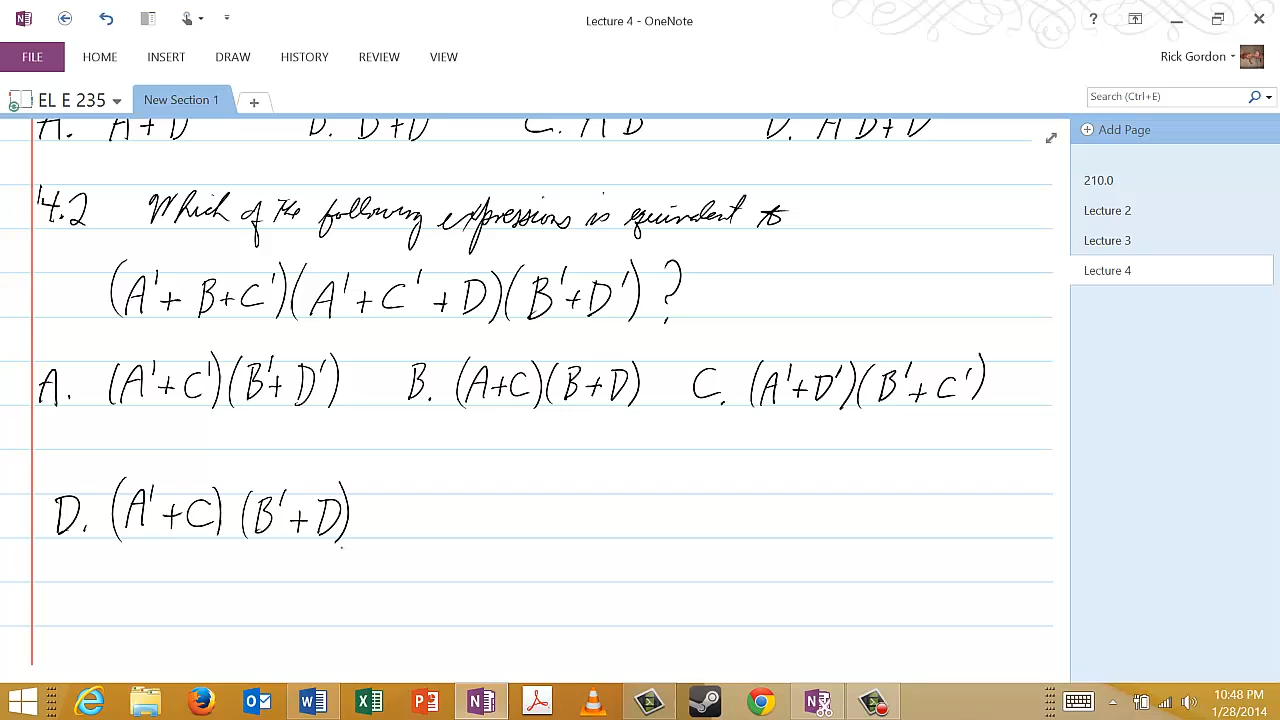 Lecture 4 - OneNote
?
FILE HOME INSERT DRAW HISTORY REVIEW VIEW
Rick Gordon
EL E 235
New Section 1
Search (Ctrl+E)
Add Page
210.0
Lecture 2
Lecture 3
Lecture 4
4.2 Which of the following expressions is equivalent to
(A'+B+C')(A'+C'+D)(B'+D')?
A. (A'+C')(B'+D') B. (A+C)(B+D) C. (A'+D')(B'+C')
D. (A'+C)(B'+D)
10:48 PM
1/28/2014